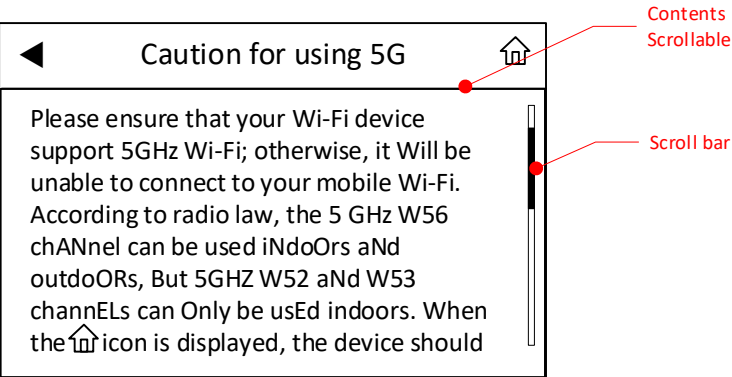 Caution for using 5G
Please ensure that your Wi-Fi device
support 5GHz Wi-Fi; otherwise, it Will be
unable to connect to your mobile Wi-Fi.
According to radio law, the 5 GHz W56
chANnel can be used iNdoOrs aNd
outdoORs, But 5GHZ W52 aNd W53
channELs can Only be usEd indoors. When
the icon is displayed, the device should
Contents
Scrollable
Scroll bar